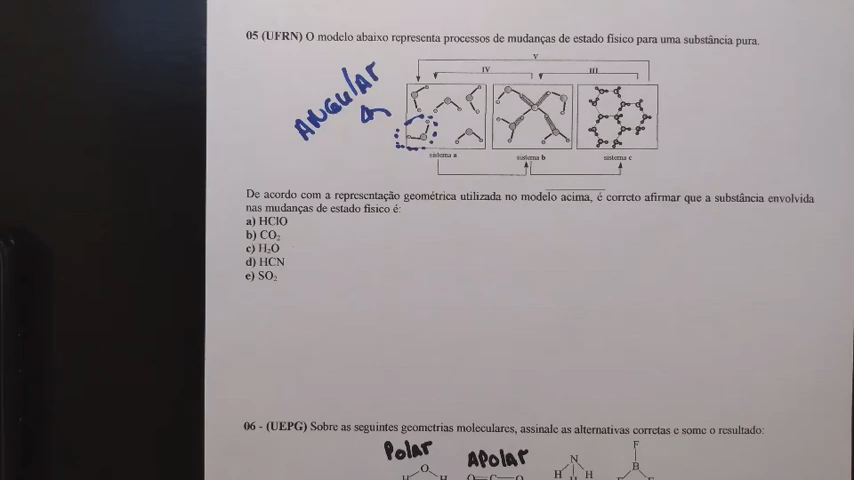 05 (UFRN) O modelo abaixo representa processos de mudanças de estado físico para uma substância pura.
V
IV III
ANGULAR
sistema a sistema b sistema c
De acordo com a representação geométrica utilizada no modelo acima, é correto afirmar que a substância envolvida
nas mudanças de estado físico é:
a) HClO
b) CO₂
c) H₂O
d) HCN
e) SO₂
06 - (UEPG) Sobre as seguintes geometrias moleculares, assinale as alternativas corretas e some o resultado:
Polar APolar
F
O N
B
H H O C O H H